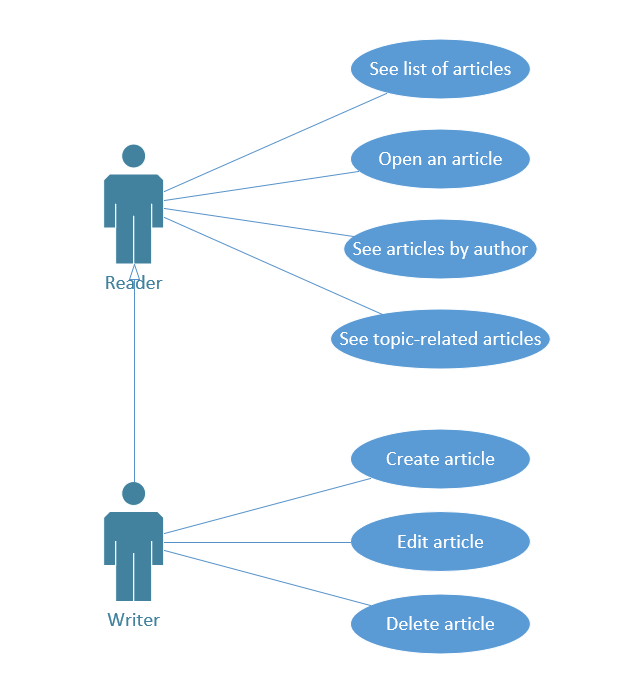 See list of articles
Open an article
See articles by author
Reader
See topic-related articles
Create article
Edit article
Writer
Delete article